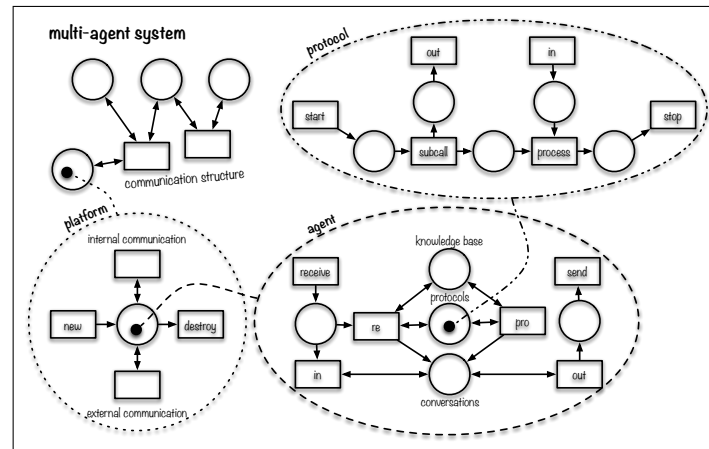 multi-agent system
protocol
out
in
start
stop
subcall
process
communication structure
platform
internal communication
new
destroy
external communication
agent
knowledge base
receive
send
protocols
re
pro
in
out
conversations